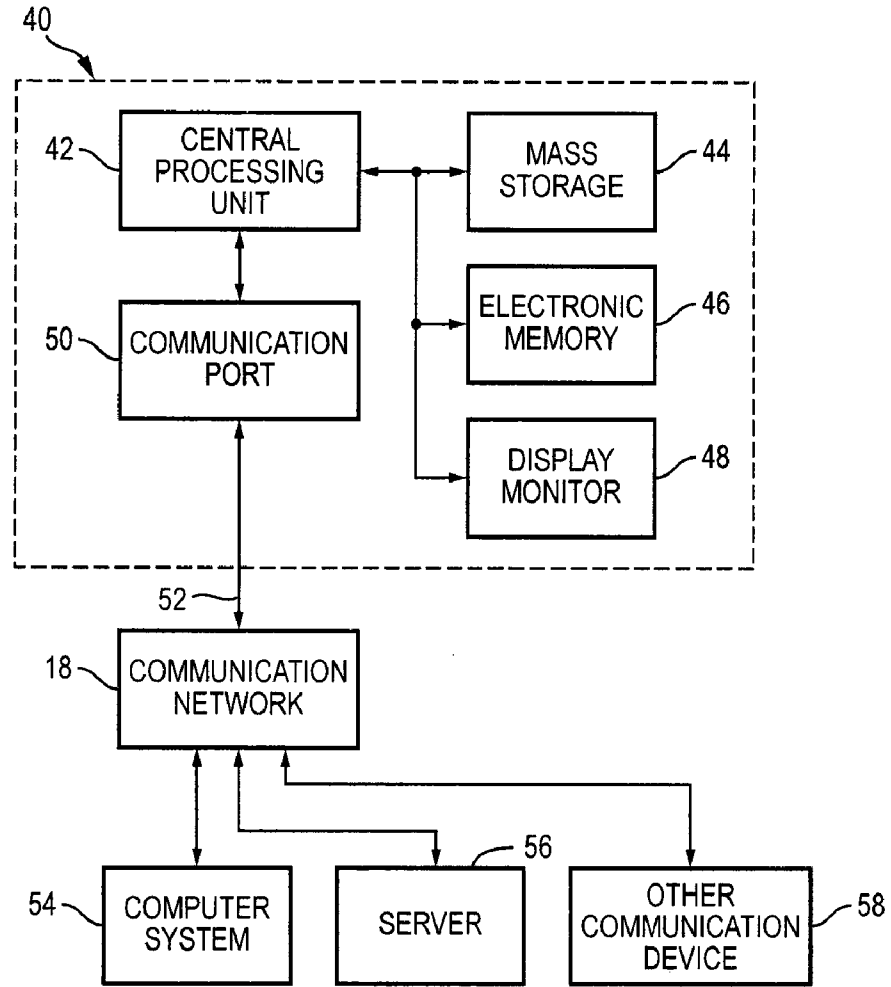 40
42
CENTRAL
PROCESSING
UNIT
MASS
STORAGE
44
50
COMMUNICATION
PORT
ELECTRONIC
MEMORY
46
DISPLAY
MONITOR
48
52
18
COMMUNICATION
NETWORK
54
COMPUTER
SYSTEM
56
SERVER
OTHER
COMMUNICATION
DEVICE
58